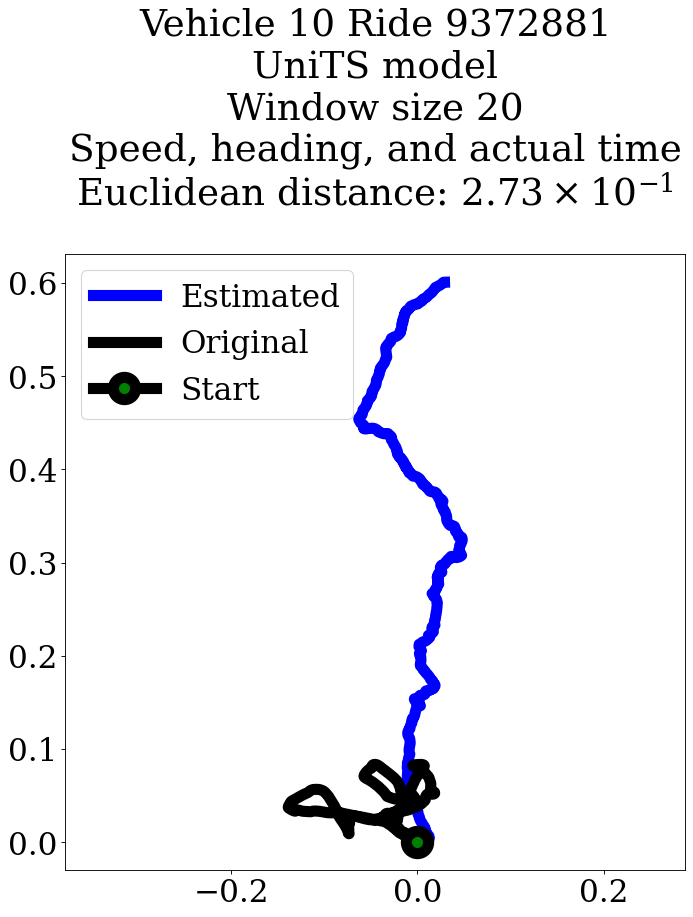 Vehicle 10 Ride 9372881
UniTS model
Window size 20
Speed, heading, and actual time
Euclidean distance: 2.73 × 10⁻¹
Estimated
Original
Start
0.6
0.5
0.4
0.3
0.2
0.1
0.0
−0.2 0.0 0.2